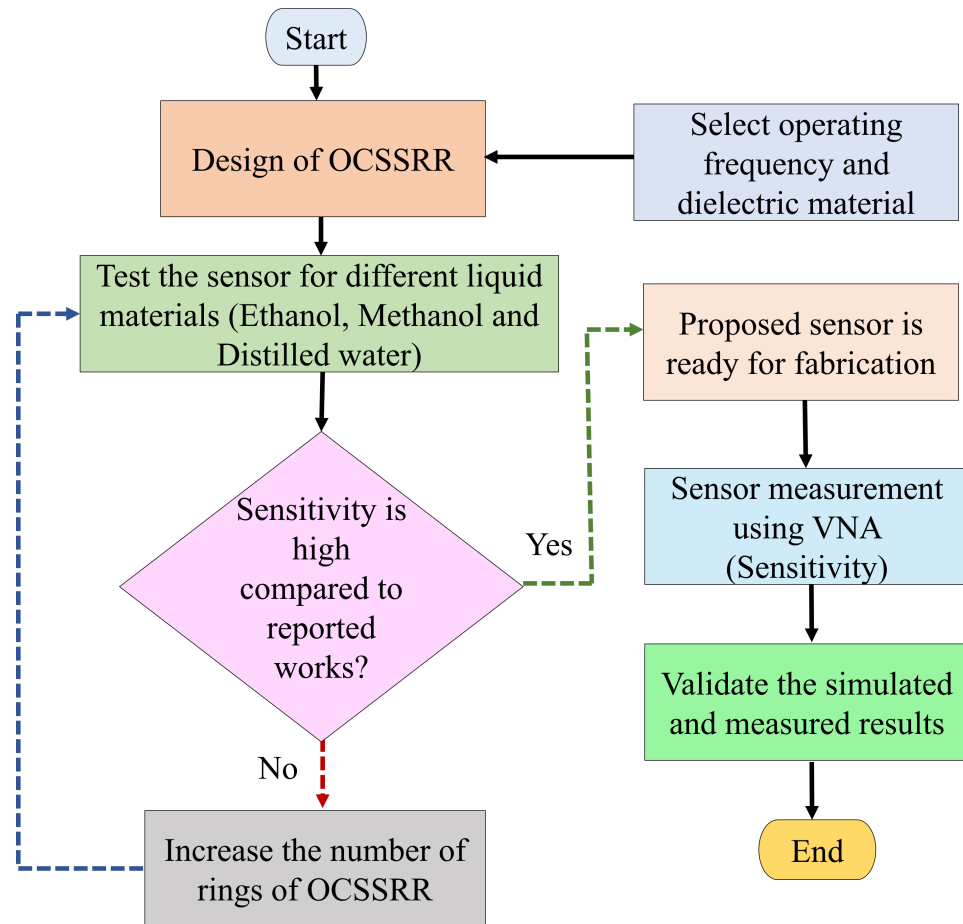 Start
Design of OCSSRR
Select operating
frequency and
dielectric material
Test the sensor for different liquid
materials (Ethanol, Methanol and
Distilled water)
Sensitivity is
high
compared to
reported
works?
Yes
No
Increase the number of
rings of OCSSRR
Proposed sensor is
ready for fabrication
Sensor measurement
using VNA
(Sensitivity)
Validate the simulated
and measured results
End